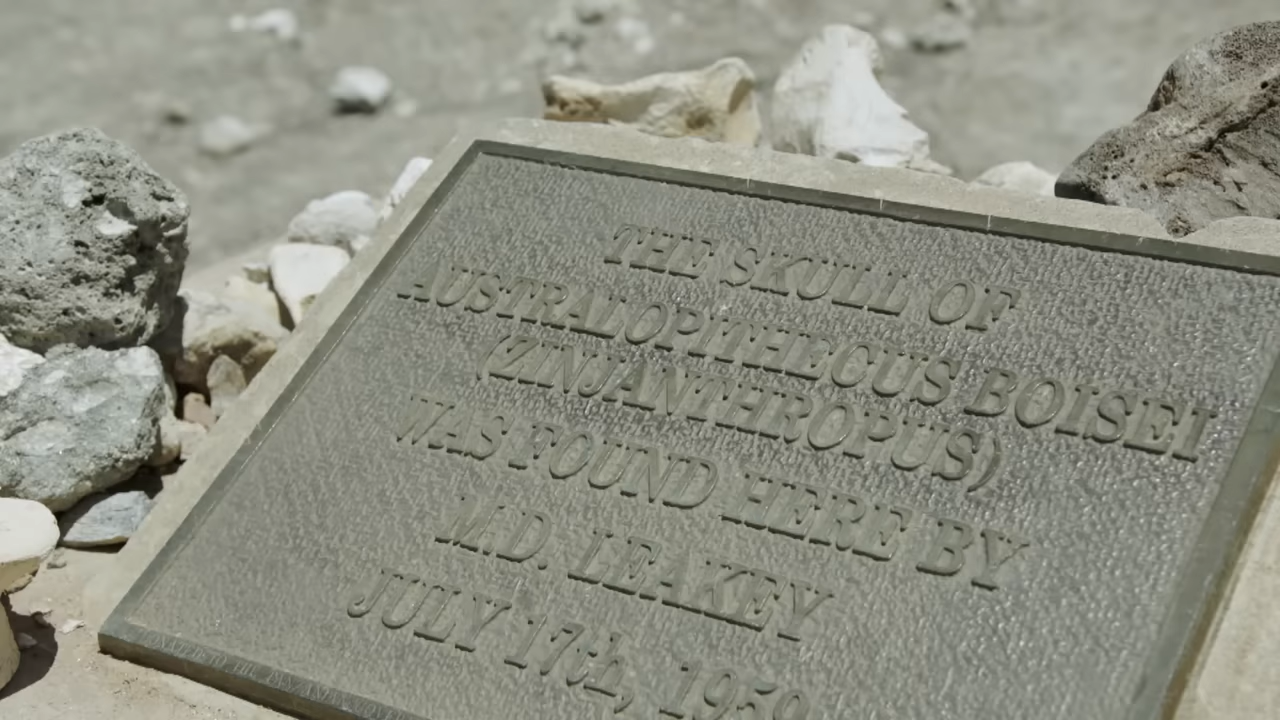 THE SKULL OF
AUSTRALOPITHECUS BOISEI
(ZINJANTHROPUS)
WAS FOUND HERE BY
M.D. LEAKEY
JULY 17th, 1959